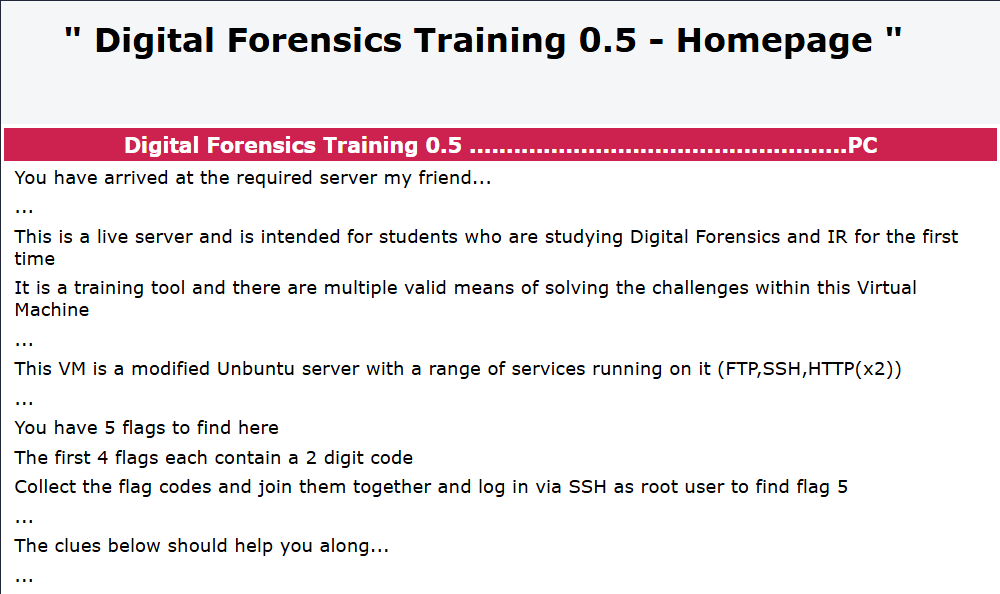 " Digital Forensics Training 0.5 - Homepage "
Digital Forensics Training 0.5 ...................................................PC
You have arrived at the required server my friend...
...
This is a live server and is intended for students who are studying Digital Forensics and IR for the first
time
It is a training tool and there are multiple valid means of solving the challenges within this Virtual
Machine
...
This VM is a modified Unbuntu server with a range of services running on it (FTP,SSH,HTTP(x2))
...
You have 5 flags to find here
The first 4 flags each contain a 2 digit code
Collect the flag codes and join them together and log in via SSH as root user to find flag 5
...
The clues below should help you along...
...